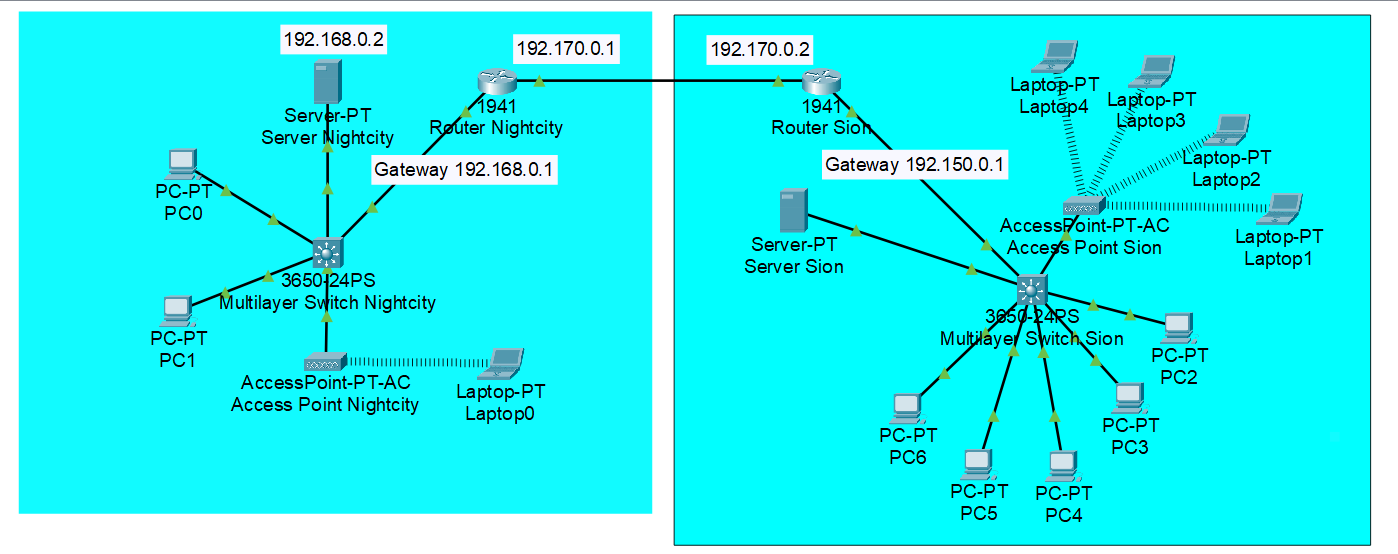 192.168.0.2
192.170.0.1
192.170.0.2
Server-PT
Server Nightcity
1941
Router Nightcity
Gateway 192.168.0.1
PC-PT
PC0
3650-24PS
Multilayer Switch Nightcity
PC-PT
PC1
AccessPoint-PT-AC
Access Point Nightcity
Laptop-PT
Laptop0
1941
Router Sion
Gateway 192.150.0.1
Laptop-PT
Laptop4
Laptop-PT
Laptop3
Laptop-PT
Laptop2
Laptop-PT
Laptop1
AccessPoint-PT-AC
Access Point Sion
Server-PT
Server Sion
3650-24PS
Multilayer Switch Sion
PC-PT
PC2
PC-PT
PC3
PC-PT
PC6
PC-PT
PC5
PC-PT
PC4